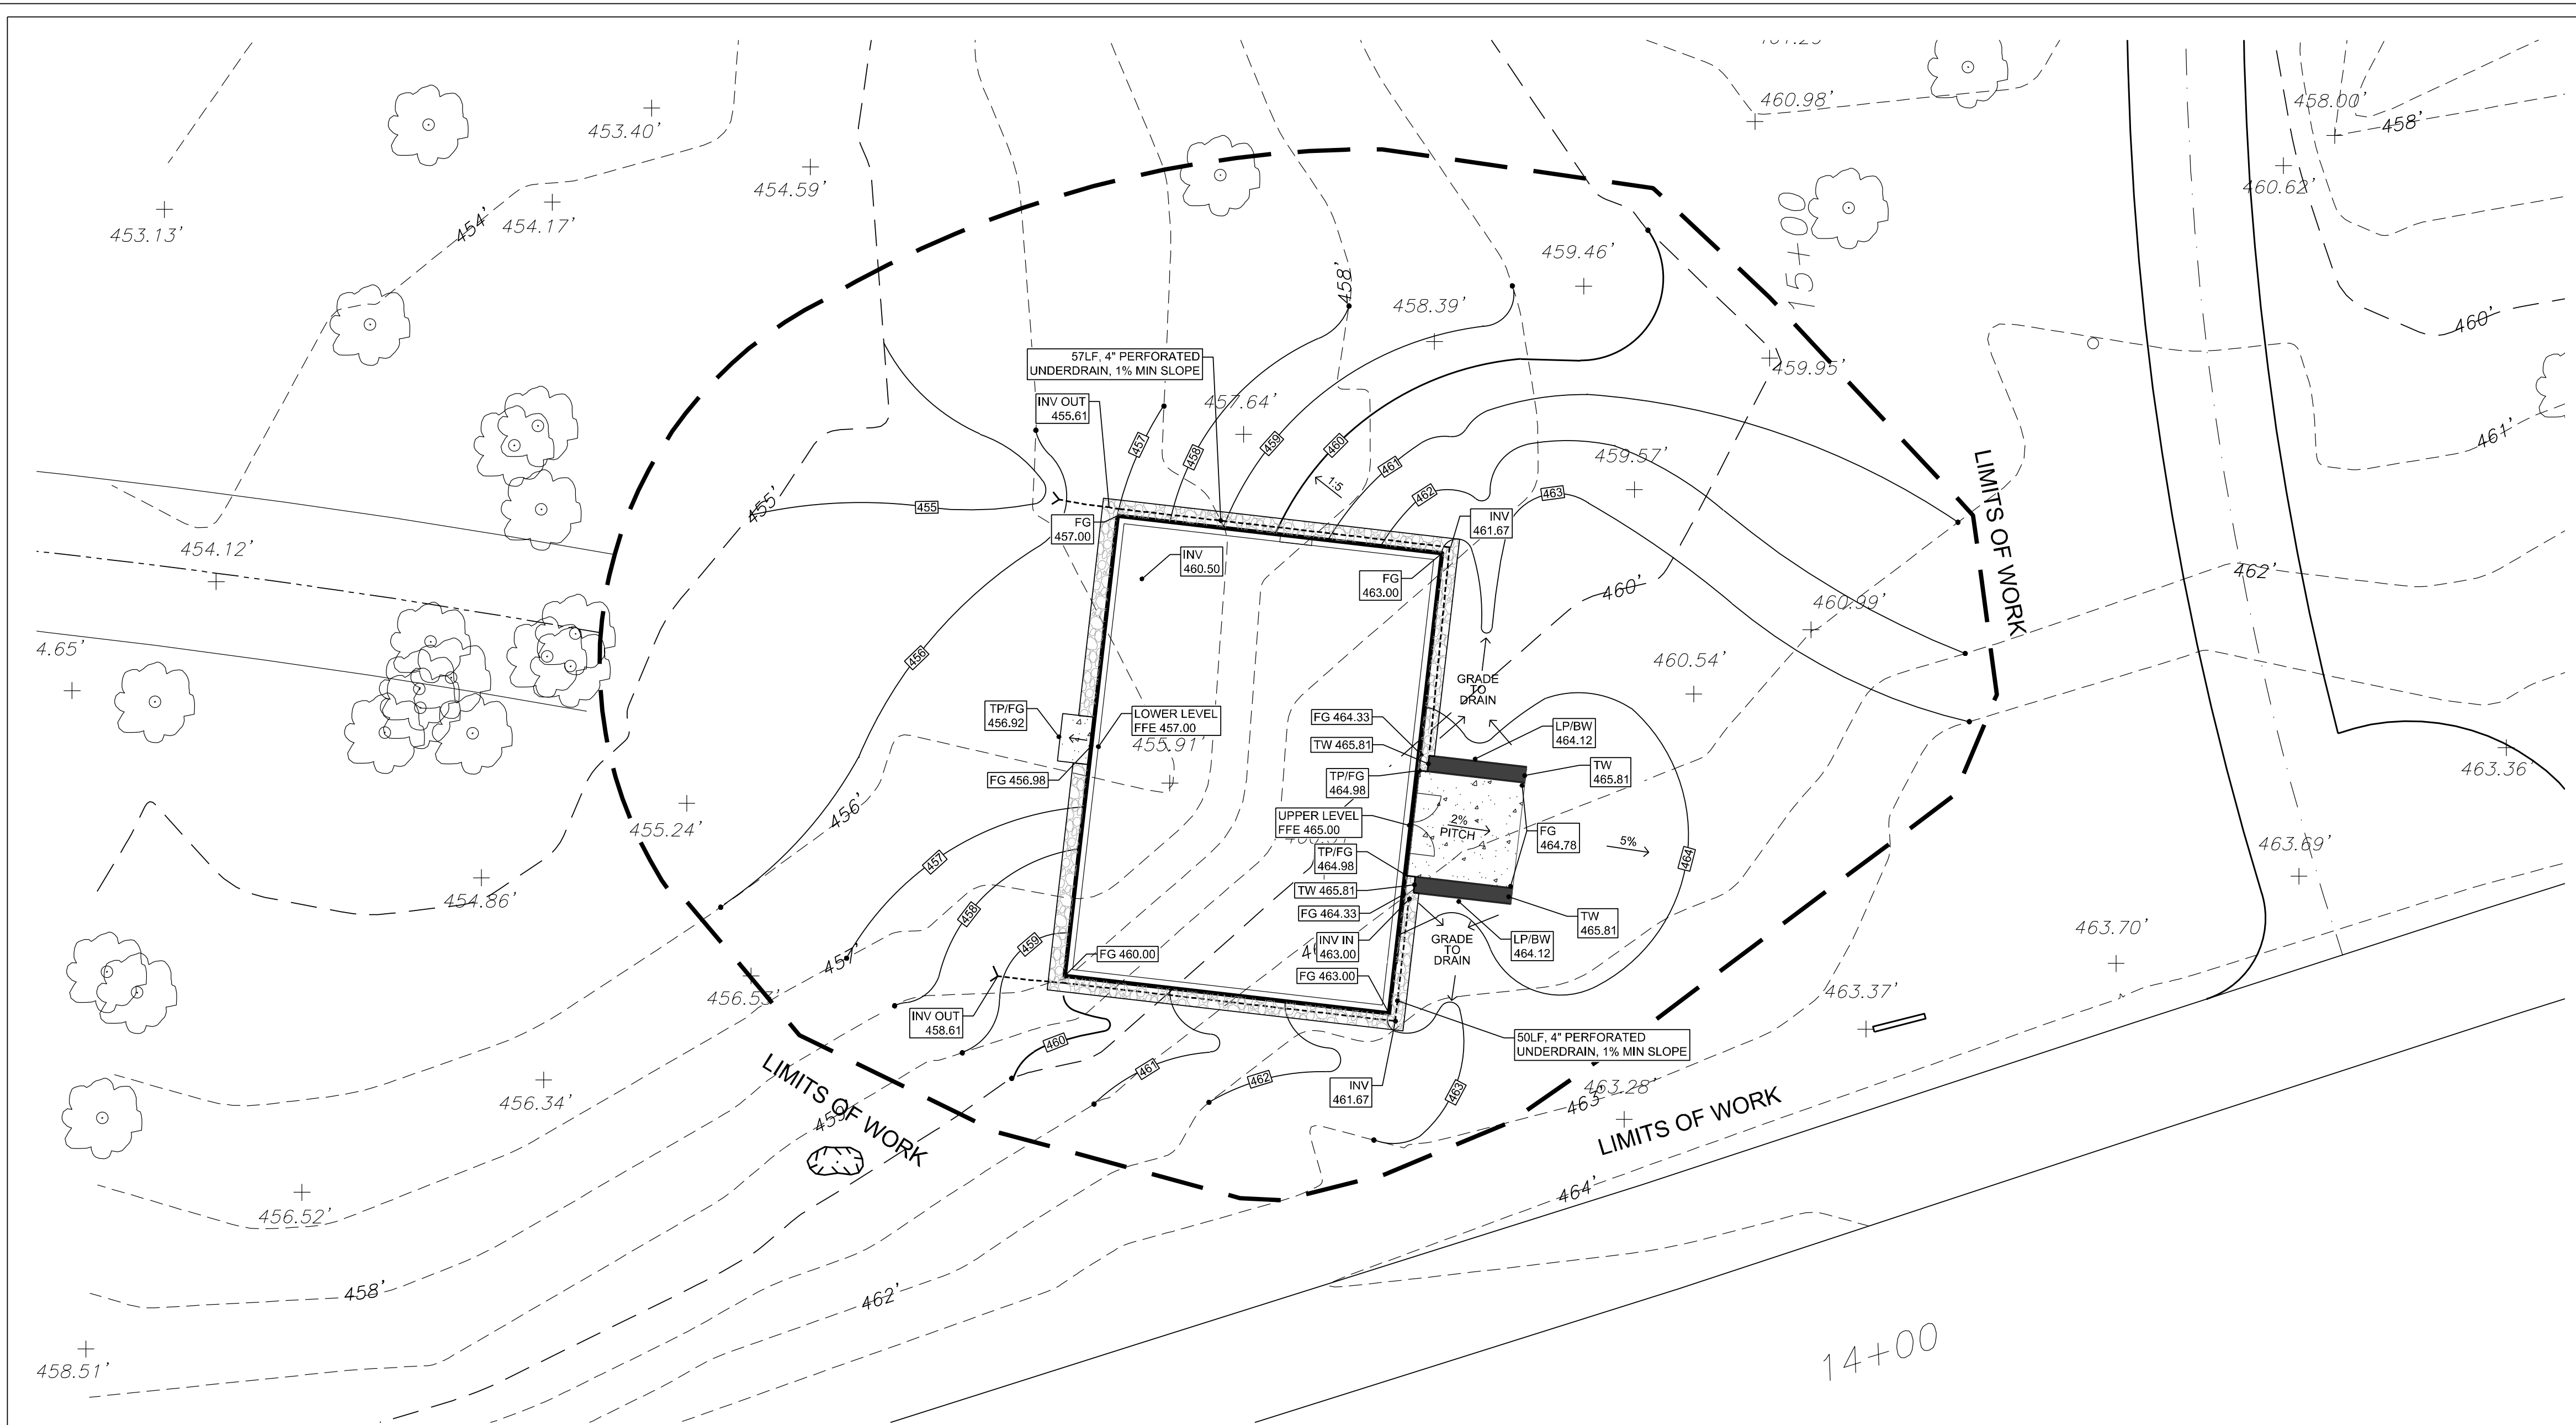 460.98'
458.00'
458'
453.40'
454.59'
460.62'
454'
454.17'
453.13'
15+00
459.46'
458'
458.39'
460'
57LF, 4" PERFORATED
UNDERDRAIN, 1% MIN SLOPE
459.95'
INV OUT
455.61
457.64'
457
458
459
460
461'
461
459.57'
1:5
462
463
LIMITS OF WORK
455'
455
FG
457.00
INV
461.67
454.12'
INV
460.50
FG
463.00
462'
460'
460.99'
4.65'
456
460.54'
GRADE
TO
DRAIN
TP/FG
456.92
LOWER LEVEL
FFE 457.00
455.91'
FG 464.33
TW 465.81
LP/BW
464.12
463.36'
FG 456.98
TP/FG
464.98
TW
465.81
456'
455.24'
UPPER LEVEL
FFE 465.00
2%
PITCH
FG
464.78
5%
464
463.69'
457
TP/FG
464.98
454.86'
TW 465.81
458
FG 464.33
TW
465.81
463.70'
459
FG 460.00
INV IN
463.00
GRADE
TO
DRAIN
LP/BW
464.12
457'
FG 463.00
456.53'
463.37'
INV OUT
458.61
460
50LF, 4" PERFORATED
UNDERDRAIN, 1% MIN SLOPE
461
462
INV
461.67
463
463.28'
463'
456.34'
459'
LIMITS OF WORK
LIMITS OF WORK
464'
456.52'
458'
462'
458.51'
14+00